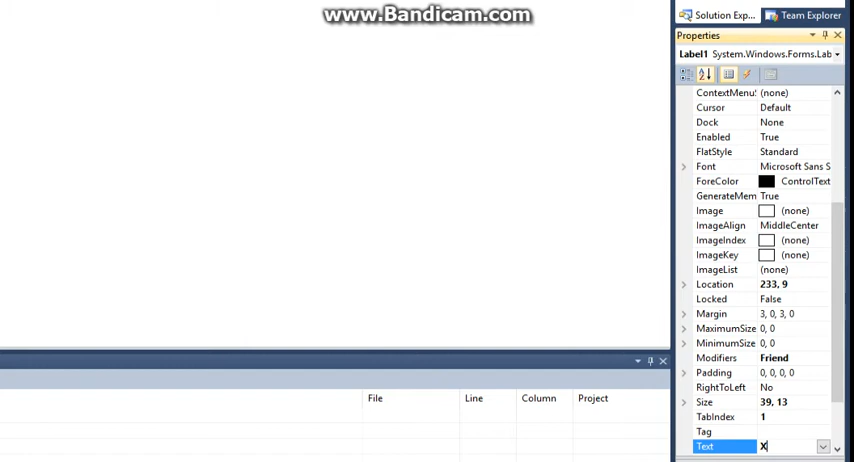 www.Bandicam.com
Solution Exp... Team Explorer
Properties
Label1 System.Windows.Forms.Lab
A Z
ContextMenuS (none)
Cursor Default
Dock None
Enabled True
FlatStyle Standard
Font Microsoft Sans S
ForeColor ControlText
GenerateMem True
Image (none)
ImageAlign MiddleCenter
ImageIndex (none)
ImageKey (none)
ImageList (none)
Location 233, 9
Locked False
Margin 3, 0, 3, 0
MaximumSize 0, 0
MinimumSize 0, 0
Modifiers Friend
Padding 0, 0, 0, 0
RightToLeft No
Size 39, 13
TabIndex 1
Tag
Text X
File Line Column Project